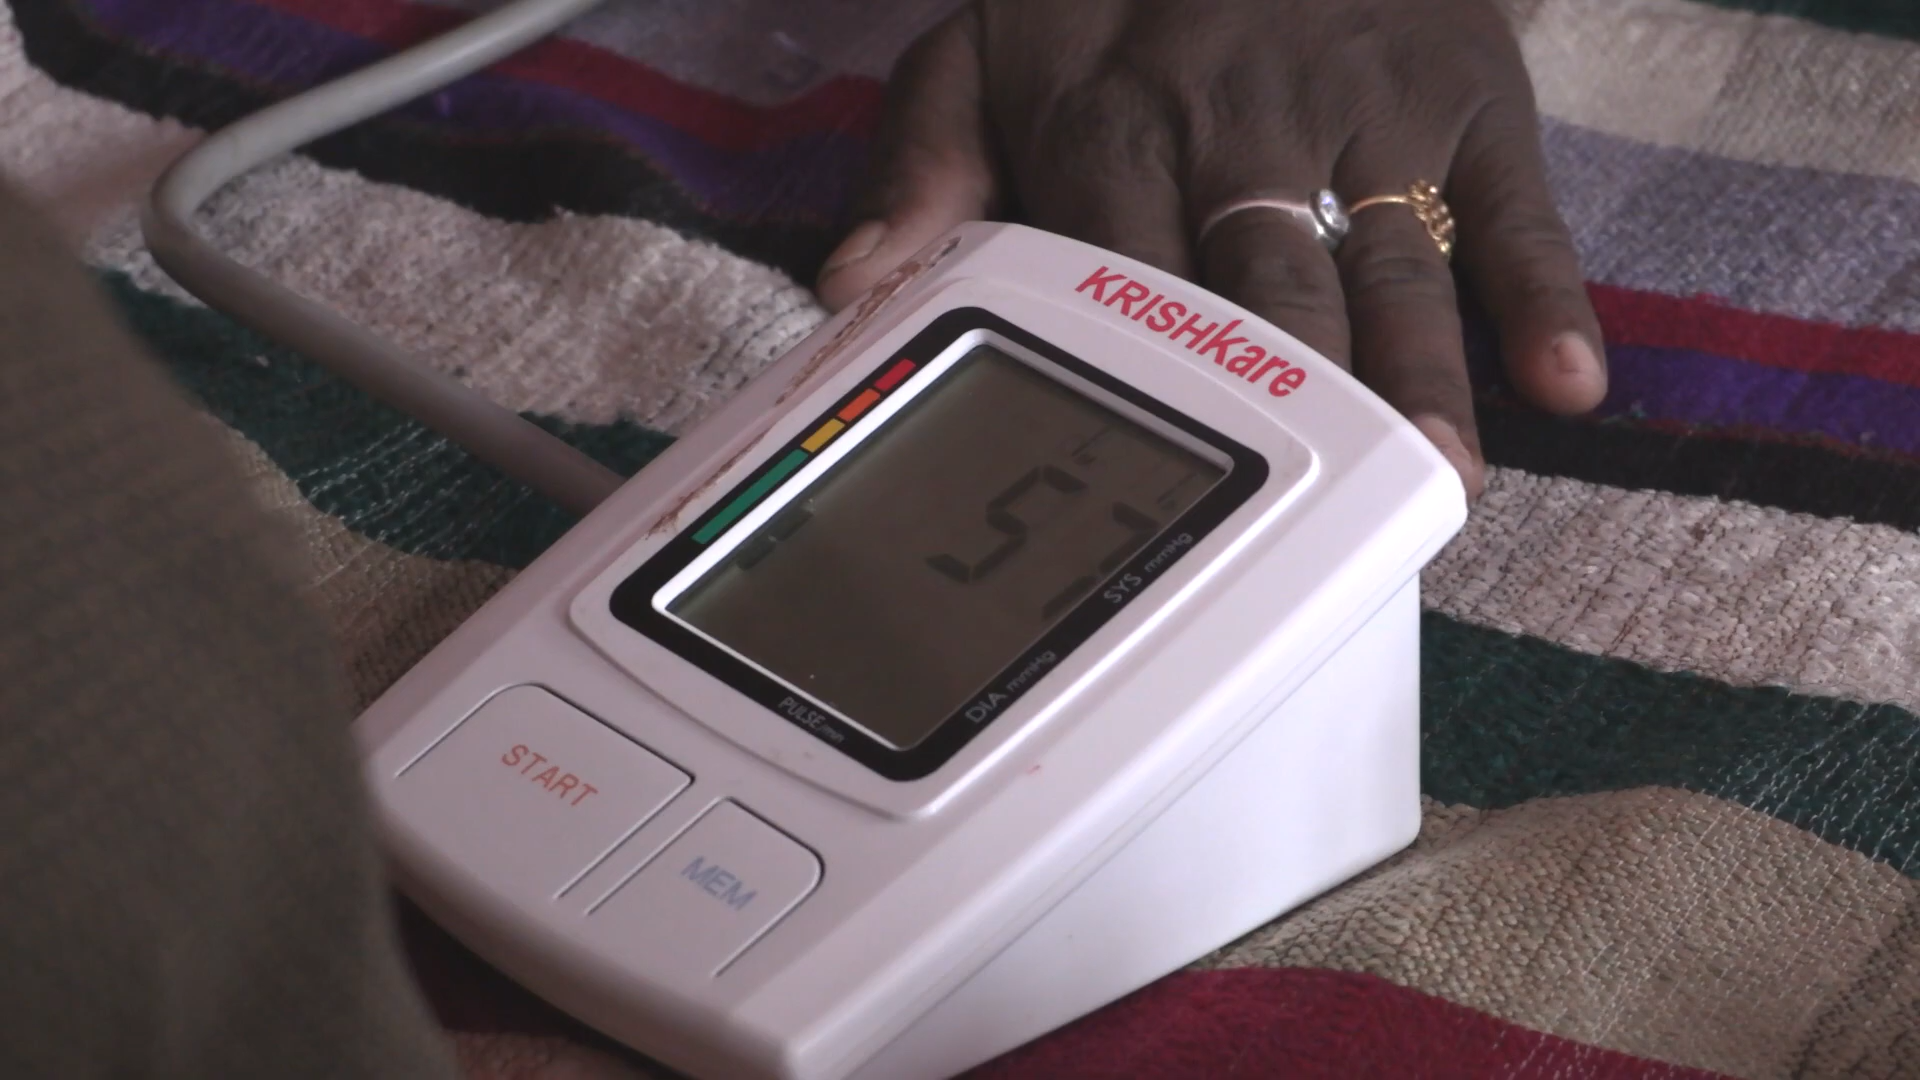 KRISHkare
SYS mmHg
DIA mmHg
PULSE/min
START
MEM